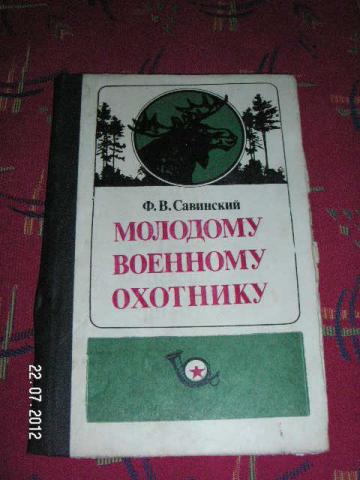 Ф. В. Савинский
МОЛОДОМУ
ВОЕННОМУ
ОХОТНИКУ
22.07.2012